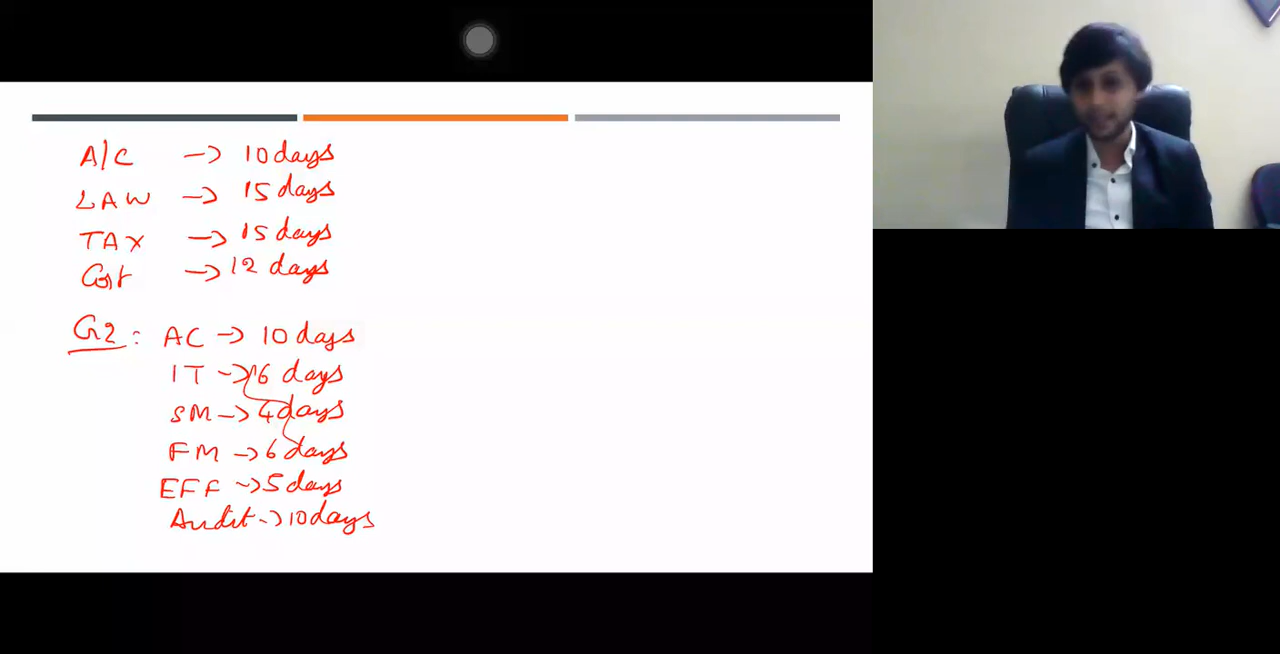 A/C → 10 days
LAW → 15 days
TAX → 15 days
Cost → 12 days
G2 : AC → 10 days
IT → 6 days
SM → 4 days
FM → 6 days
EFF → 5 days
Audit → 10 days